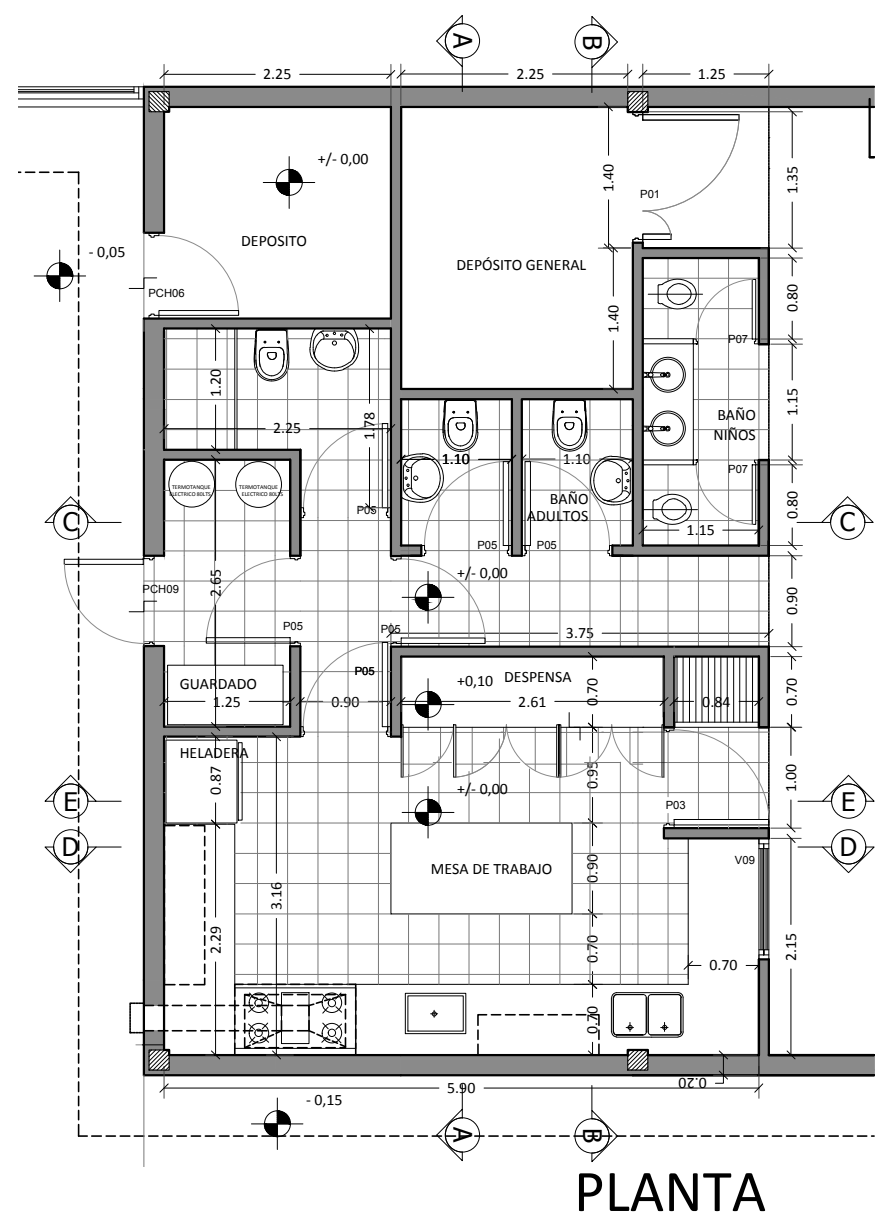 A
B
2.25
2.25
1.25
+/- 0,00
1.40
P01
1.35
DEPOSITO
- 0,05
DEPÓSITO GENERAL
PCH06
0.80
1.40
P07
1.20
1.78
1.15
2.25
BAÑO
NIÑOS
1.10
1.10
P07
TERMOTANQUE
ELECTRICO 80LTS
TERMOTANQUE
ELECTRICO 80LTS
BAÑO
ADULTOS
0.80
C
P05
1.15
C
P05
P05
+/- 0,00
PCH09
2.65
0.90
P05
P05
3.75
P05
GUARDADO
+0,10
DESPENSA
0.70
0.70
1.25
0.90
2.61
0.84
HELADERA
0.87
0.95
1.00
E
+/- 0,00
P03
E
D
D
V09
MESA DE TRABAJO
0.90
3.16
2.29
0.70
0.70
2.15
0.70
5.90
0.20
- 0,15
A
B
PLANTA